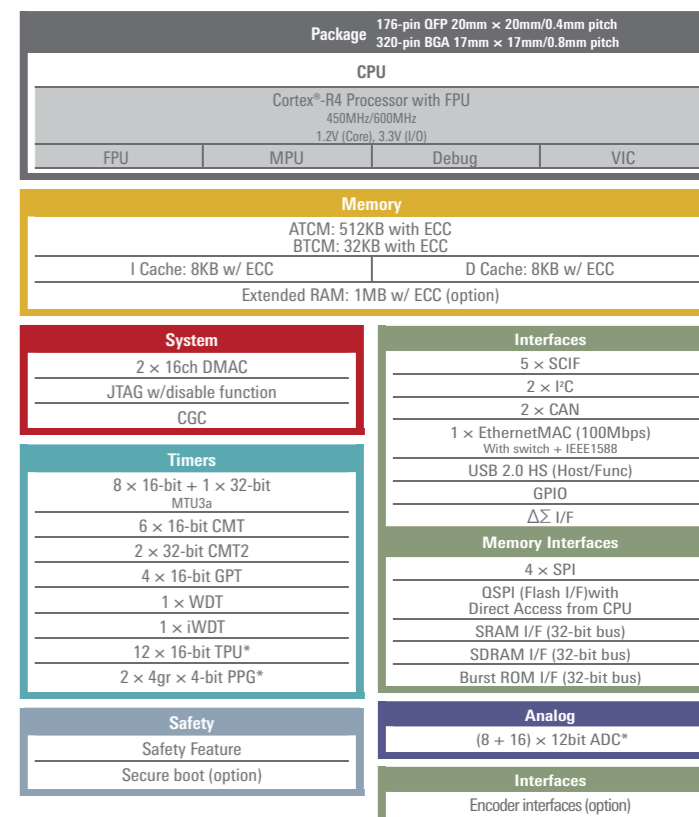 Package 176-pin QFP 20mm × 20mm/0.4mm pitch
320-pin BGA 17mm × 17mm/0.8mm pitch
CPU
Cortex®-R4 Processor with FPU
450MHz/600MHz
1.2V (Core), 3.3V (I/O)
FPU MPU Debug VIC
Memory
ATCM: 512KB with ECC
BTCM: 32KB with ECC
I Cache: 8KB w/ ECC D Cache: 8KB w/ ECC
Extended RAM: 1MB w/ ECC (option)
System
2 × 16ch DMAC
JTAG w/disable function
CGC
Timers
8 × 16-bit + 1 × 32-bit
MTU3a
6 × 16-bit CMT
2 × 32-bit CMT2
4 × 16-bit GPT
1 × WDT
1 × iWDT
12 × 16-bit TPU*
2 × 4gr × 4-bit PPG*
Safety
Safety Feature
Secure boot (option)
Interfaces
5 × SCIF
2 × I²C
2 × CAN
1 × EthernetMAC (100Mbps)
With switch + IEEE1588
USB 2.0 HS (Host/Func)
GPIO
ΔΣ I/F
Memory Interfaces
4 × SPI
QSPI (Flash I/F)with
Direct Access from CPU
SRAM I/F (32-bit bus)
SDRAM I/F (32-bit bus)
Burst ROM I/F (32-bit bus)
Analog
(8 + 16) × 12bit ADC*
Interfaces
Encoder interfaces (option)